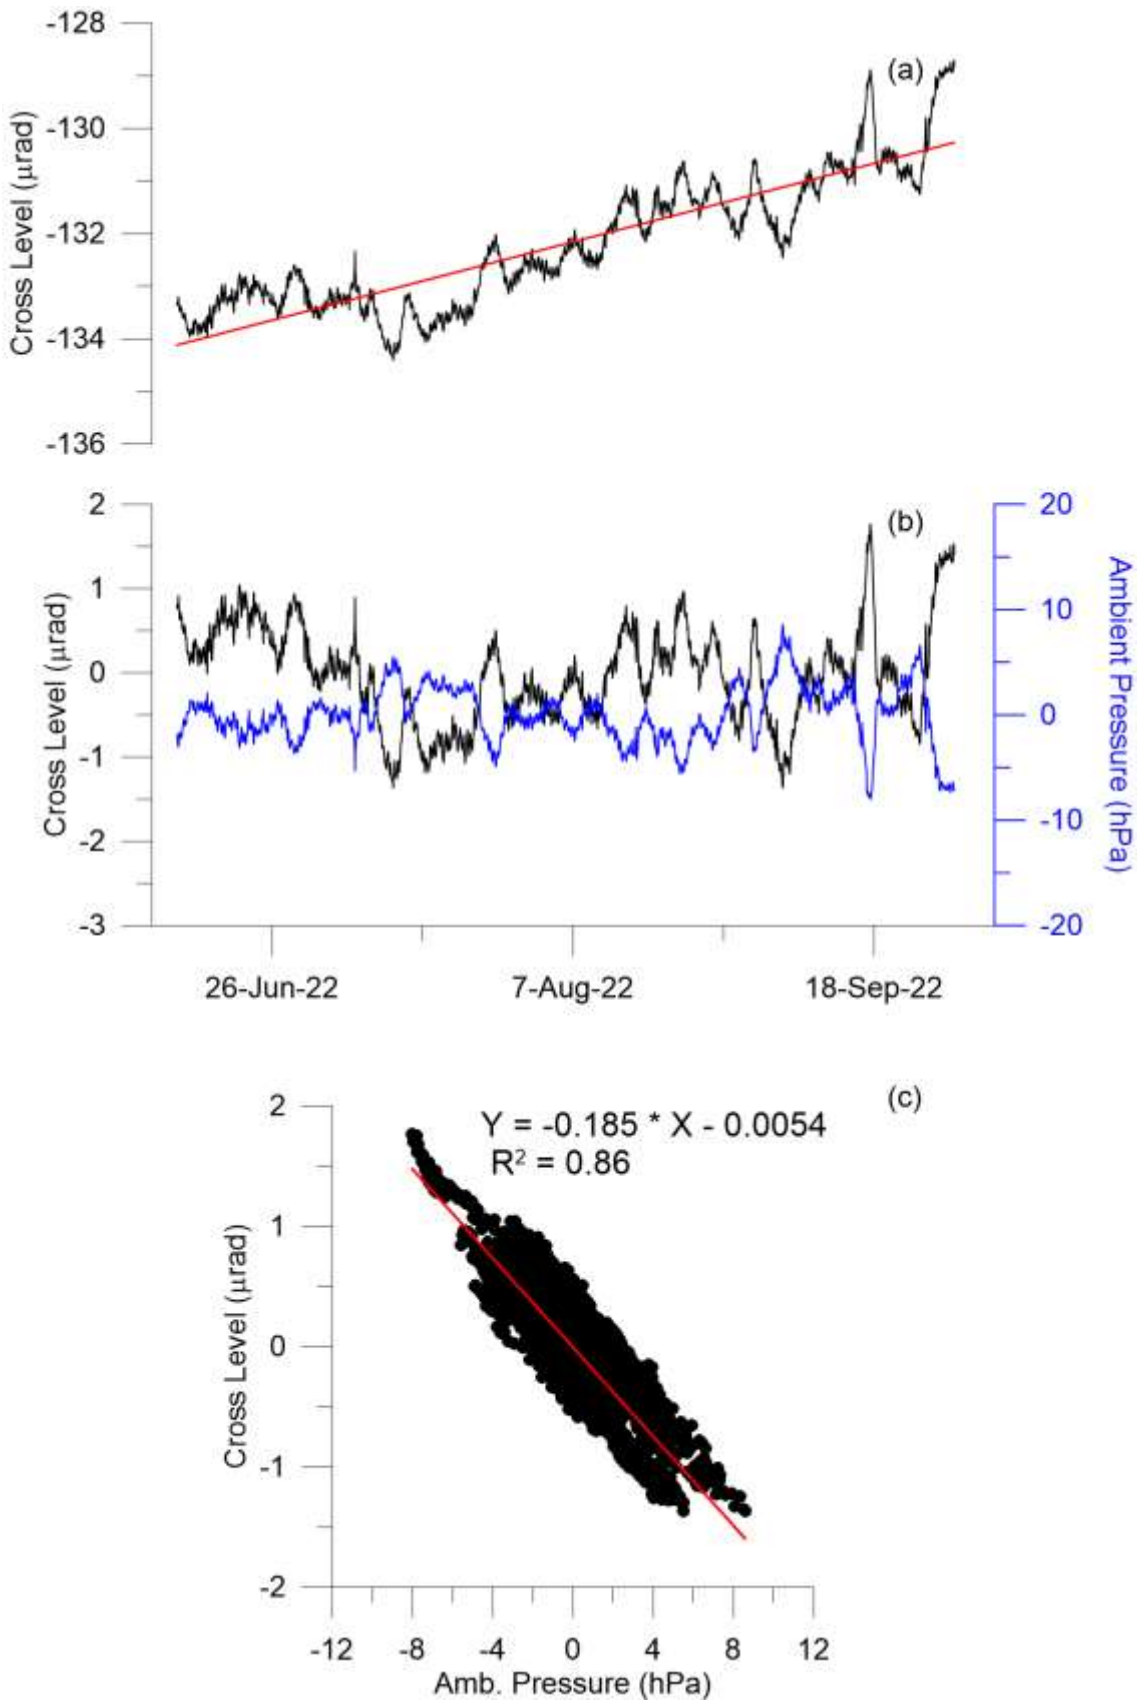 (a)
Cross Level (μrad)
-128
-130
-132
-134
-136
(b)
Cross Level (μrad)
2
1
0
-1
-2
-3
20
10
0
-10
-20
Ambient Pressure (hPa)
26-Jun-22 7-Aug-22 18-Sep-22
(c)
Y = -0.185 * X - 0.0054
R² = 0.86
Cross Level (μrad)
2
1
0
-1
-2
-12 -8 -4 0 4 8 12
Amb. Pressure (hPa)